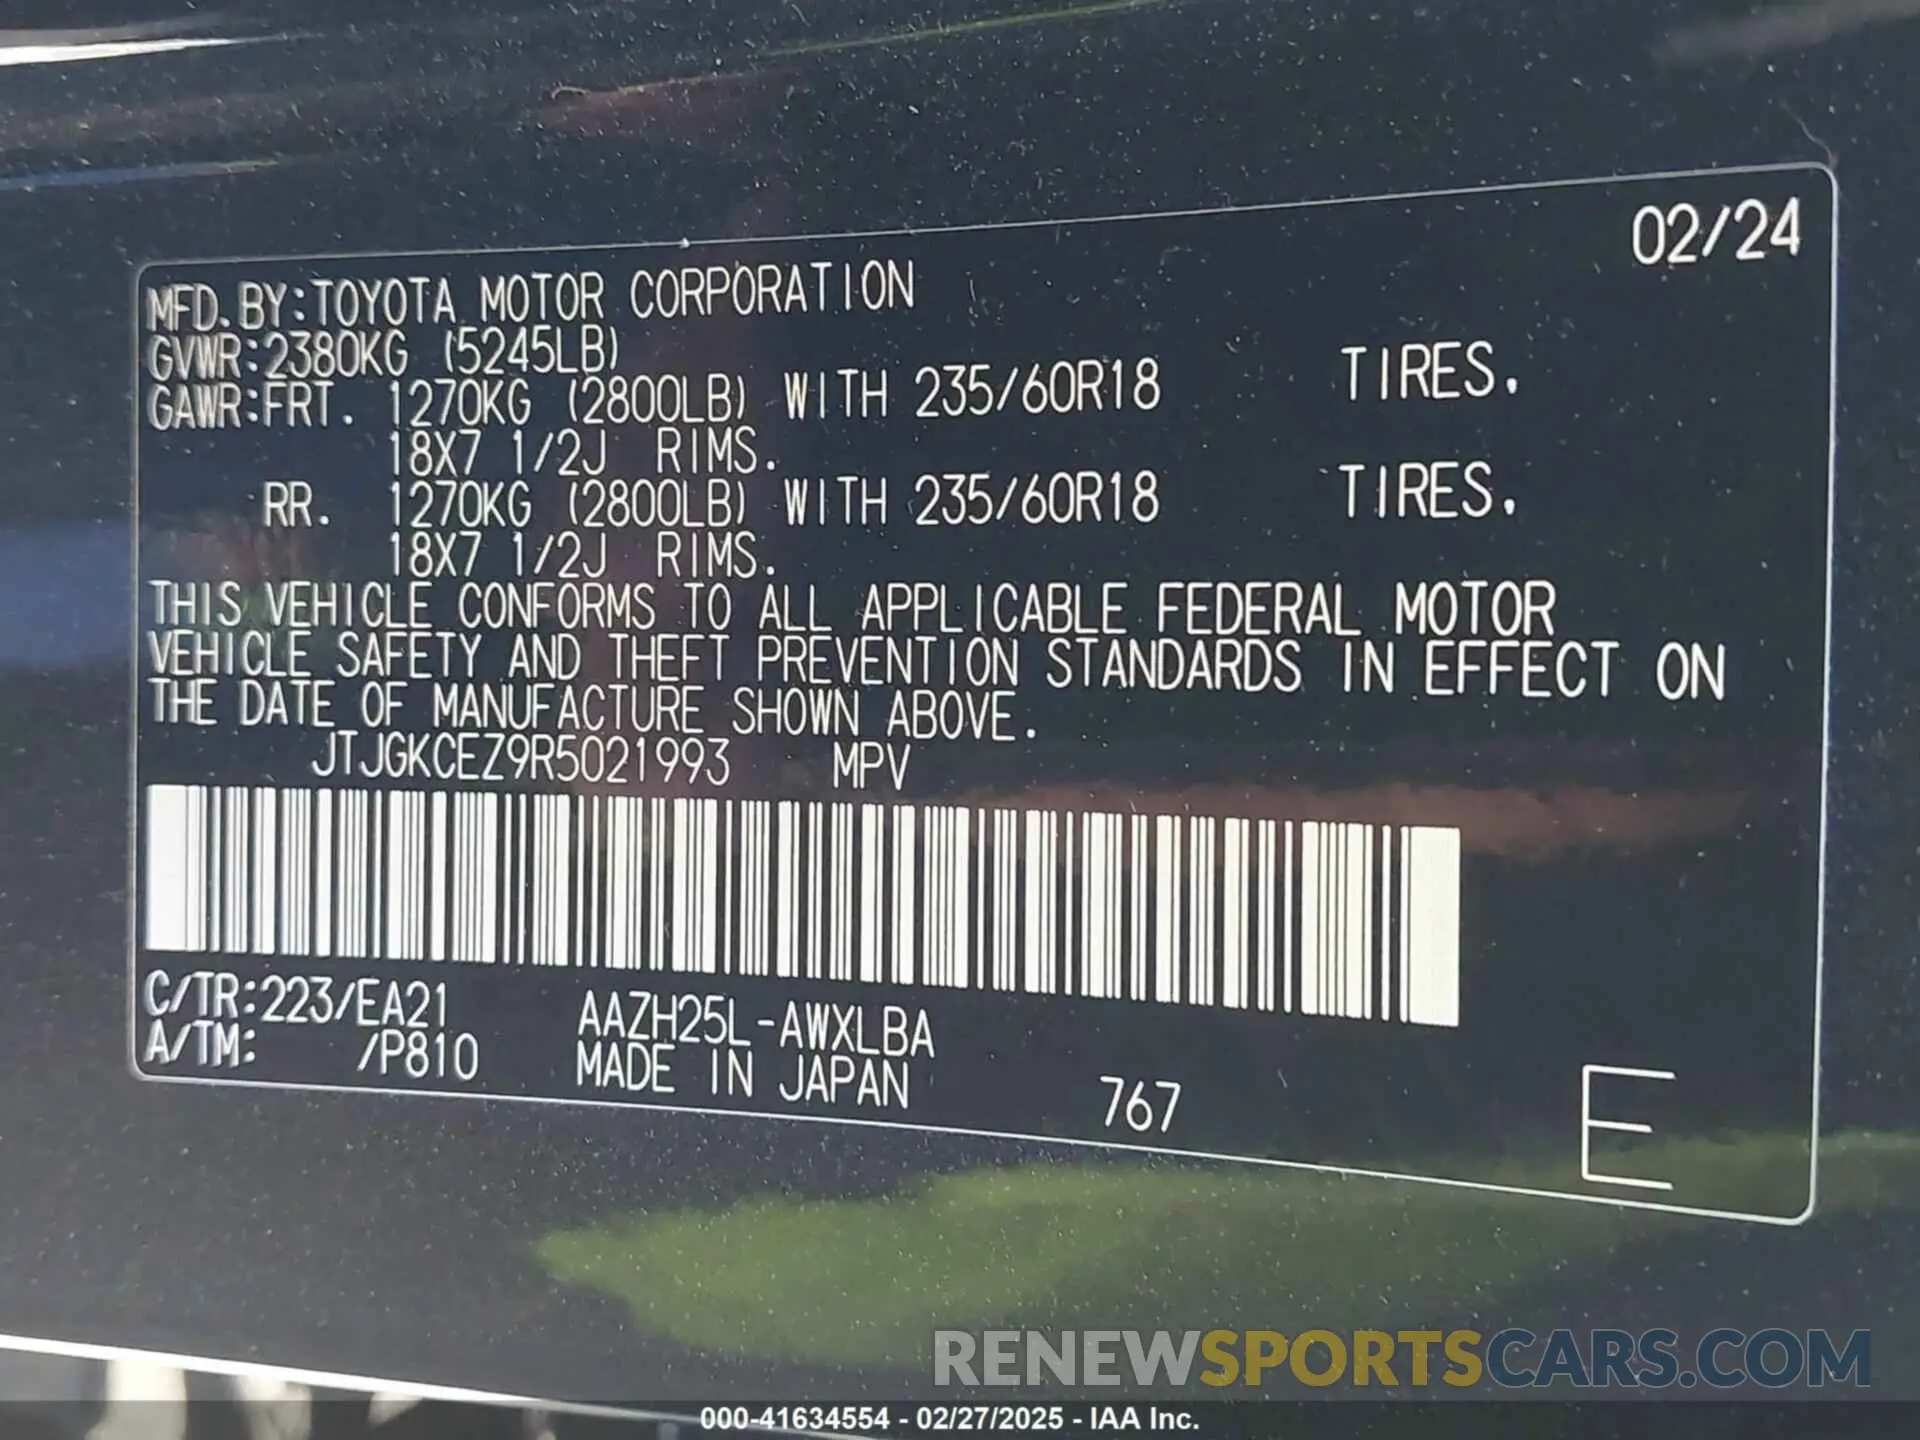 02/24
MFD. BY:TOYOTA MOTOR CORPORATION
GVWR:2380KG (5245LB)
GAWR:FRT. 1270KG (2800LB) WITH 235/60R18 TIRES.
18X7 1/2J RIMS.
RR. 1270KG (2800LB) WITH 235/60R18 TIRES.
18X7 1/2J RIMS.
THIS VEHICLE CONFORMS TO ALL APPLICABLE FEDERAL MOTOR
VEHICLE SAFETY AND THEFT PREVENTION STANDARDS IN EFFECT ON
THE DATE OF MANUFACTURE SHOWN ABOVE.
JTJGKCEZ9R5021993 MPV
C/TR:223/EA21 AAZH25L-AWXLBA
A/TM: /P810 MADE IN JAPAN 767 E
RENEWSPORTSCARS.COM
000-41634554 - 02/27/2025 - IAA Inc.